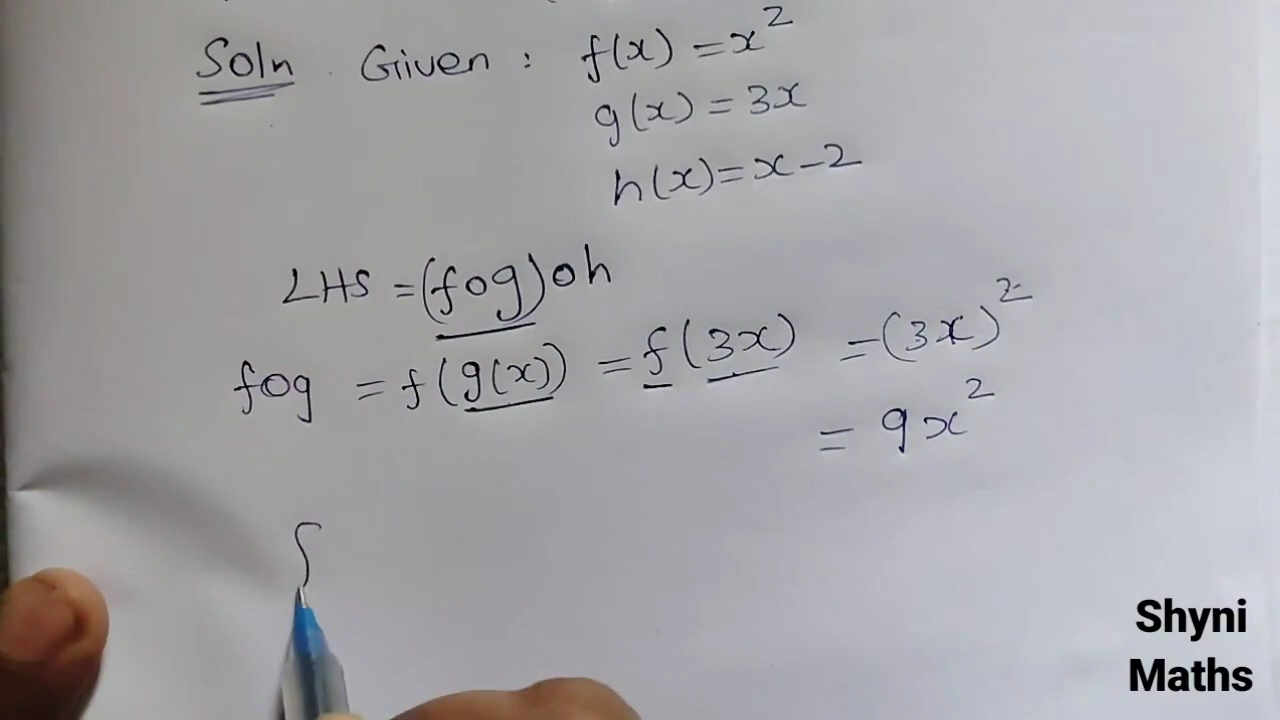 Soln Given : f(x) = x²
g(x) = 3x
h(x) = x - 2
LHS = (fog)oh
fog = f(g(x)) = f(3x) = (3x)²
= 9x²
Shyni
Maths